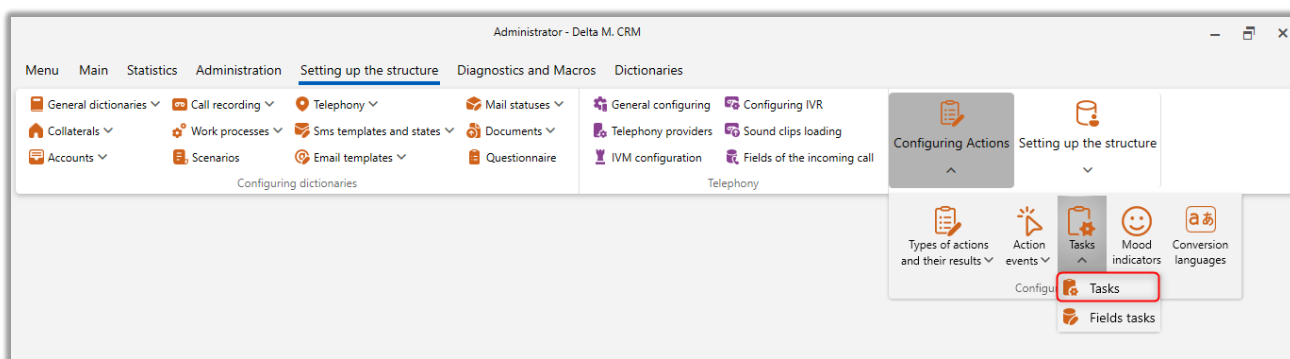 Administrator - Delta M. CRM
Menu Main Statistics Administration Setting up the structure Diagnostics and Macros Dictionaries
General dictionaries Call recording Telephony Mail statuses General configuring Configuring IVR
Collaterals Work processes Sms templates and states Documents Telephony providers Sound clips loading
Configuring Actions Setting up the structure
Accounts Scenarios Email templates Questionnaire IVM configuration Fields of the incoming call
Configuring dictionaries Telephony
aあ
Types of actions and their results
Action events
Tasks
Mood indicators
Conversion languages
Configu
Tasks
Fields tasks